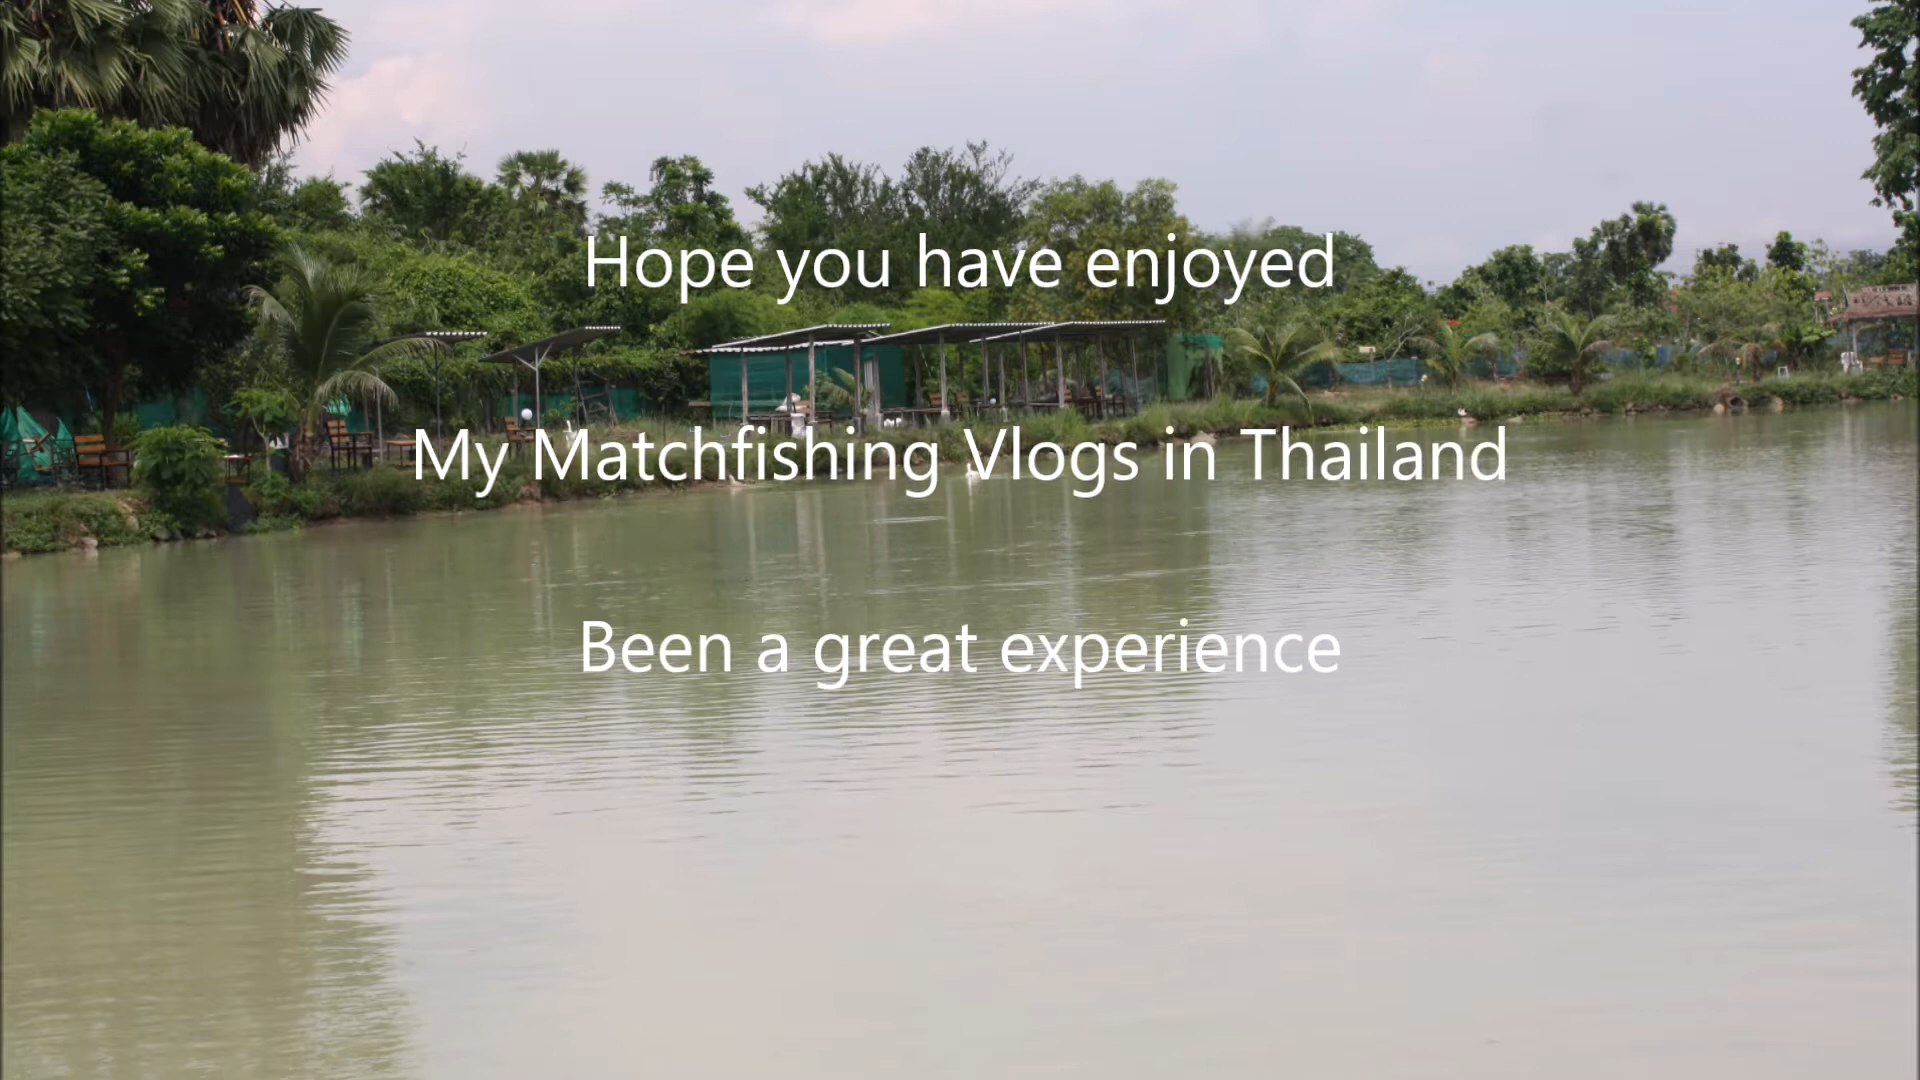 Hope you have enjoyed
My Matchfishing Vlogs in Thailand
Been a great experience